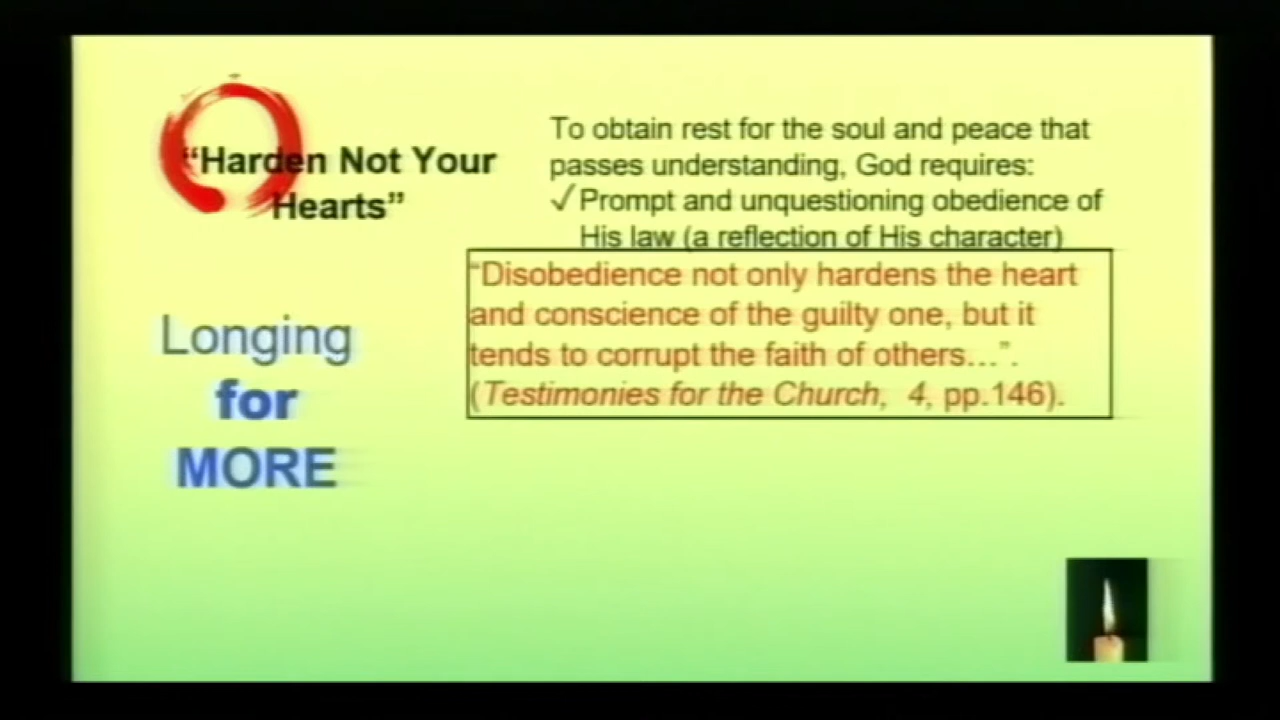 “Harden Not Your
Hearts”
Longing
for
MORE
To obtain rest for the soul and peace that
passes understanding, God requires:
✓Prompt and unquestioning obedience of
His law (a reflection of His character)
“Disobedience not only hardens the heart
and conscience of the guilty one, but it
tends to corrupt the faith of others…”.
(Testimonies for the Church, 4, pp.146).